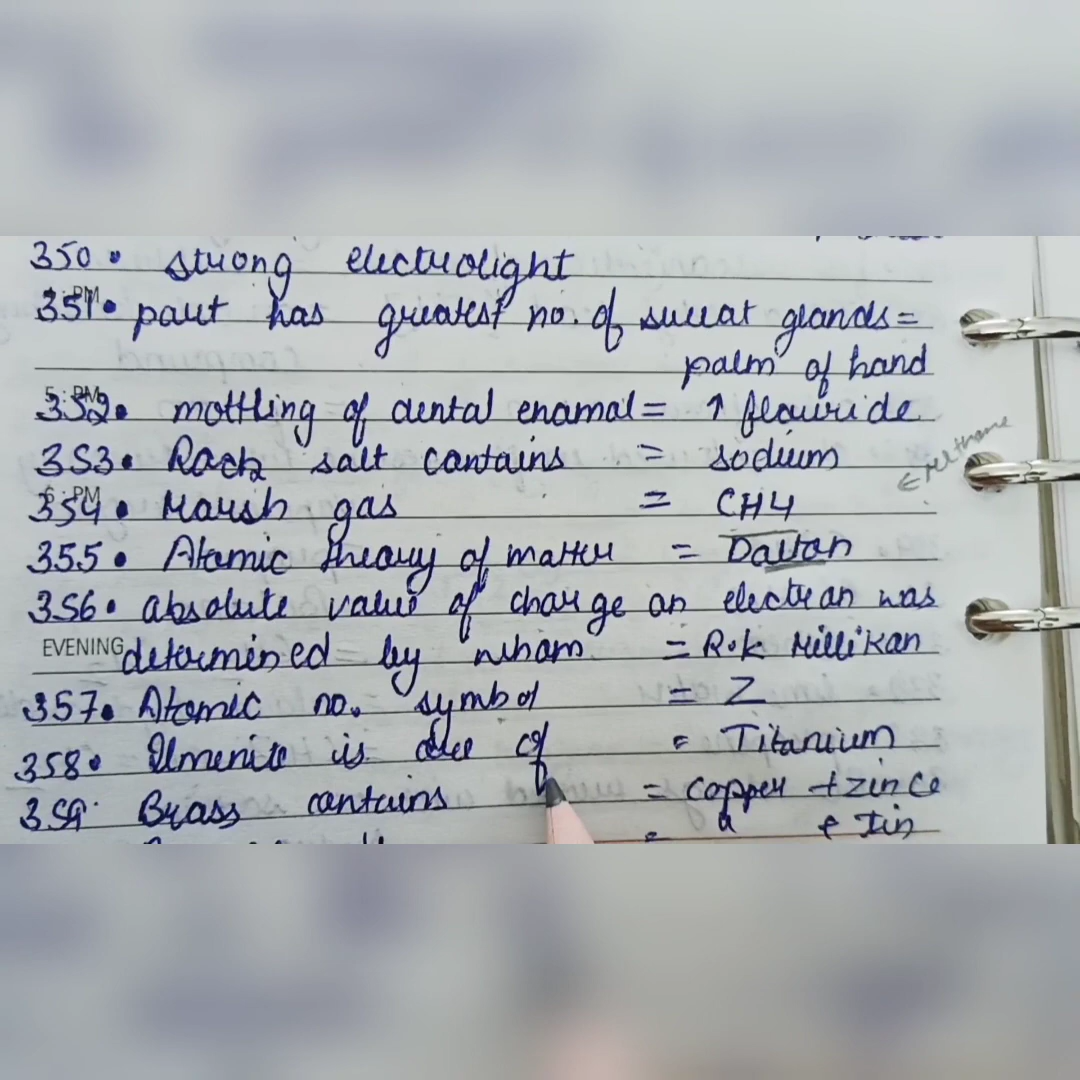 350. strong electrolight
351. part has greatest no. of sweat glands =
palm of hand
5: PM
352. mottling of dental enamal = ↑ flouride
353. Rock salt contains = sodium
← Methane
6: PM
354. Marsh gas = CH4
355. Atomic theory of matter = Dalton
356. absolute value of charge on electron was
EVENING determined = by wham = R.K Millikan
357. Atomic no. symbol = Z
358. Ilmenite is ore of = Titanium
359. Brass contains = copper + zince
= " + Tin